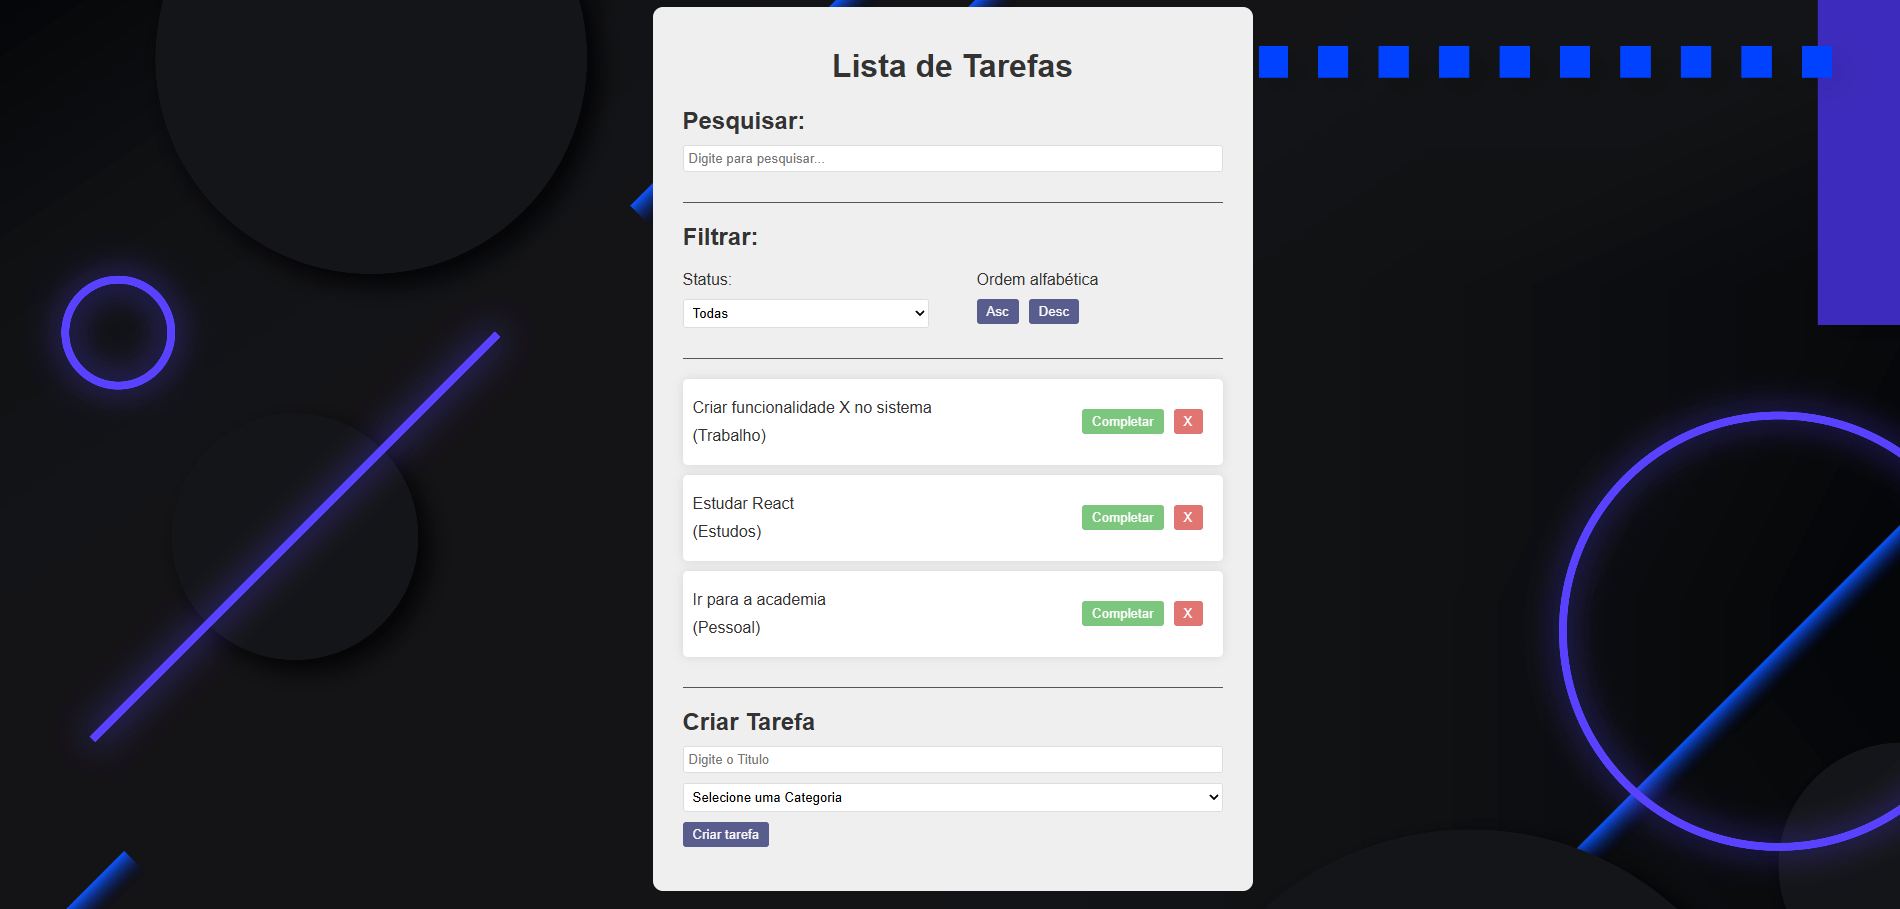 Lista de Tarefas
Pesquisar:
Digite para pesquisar...
Filtrar:
Status:
Ordem alfabética
Todas
Asc
Desc
Criar funcionalidade X no sistema
(Trabalho)
Completar
X
Estudar React
(Estudos)
Completar
X
Ir para a academia
(Pessoal)
Completar
X
Criar Tarefa
Digite o Titulo
Selecione uma Categoria
Criar tarefa